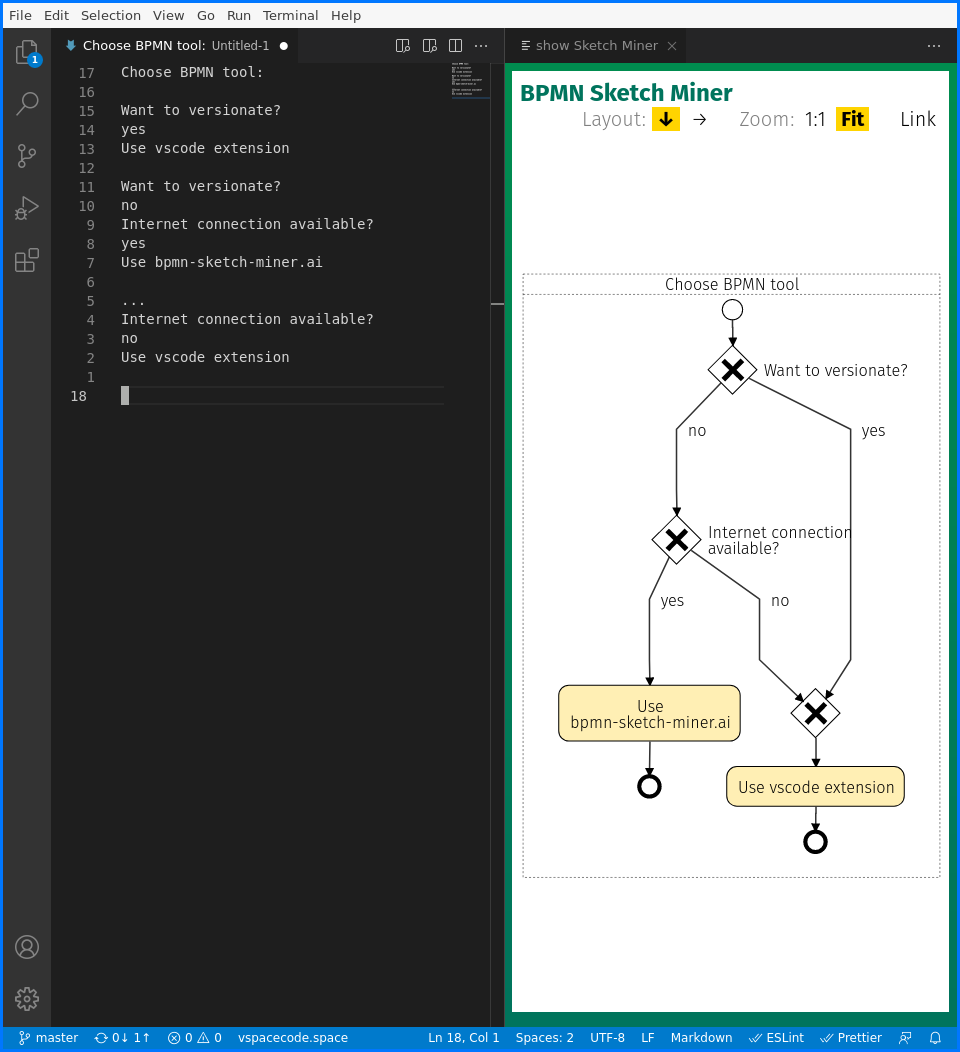 File Edit Selection View Go Run Terminal Help
1
Choose BPMN tool: Untitled-1 ●
show Sketch Miner
17 Choose BPMN tool:
16
15 Want to versionate?
14 yes
13 Use vscode extension
12
11 Want to versionate?
10 no
9 Internet connection available?
8 yes
7 Use bpmn-sketch-miner.ai
6
5 ...
4 Internet connection available?
3 no
2 Use vscode extension
1
18
BPMN Sketch Miner
Layout: ↓ → Zoom: 1:1 Fit Link
Choose BPMN tool
Want to versionate?
no yes
Internet connection
available?
yes no
Use
bpmn-sketch-miner.ai
Use vscode extension
master 0↓ 1↑ 0 0 vspacecode.space Ln 18, Col 1 Spaces: 2 UTF-8 LF Markdown ESLint Prettier